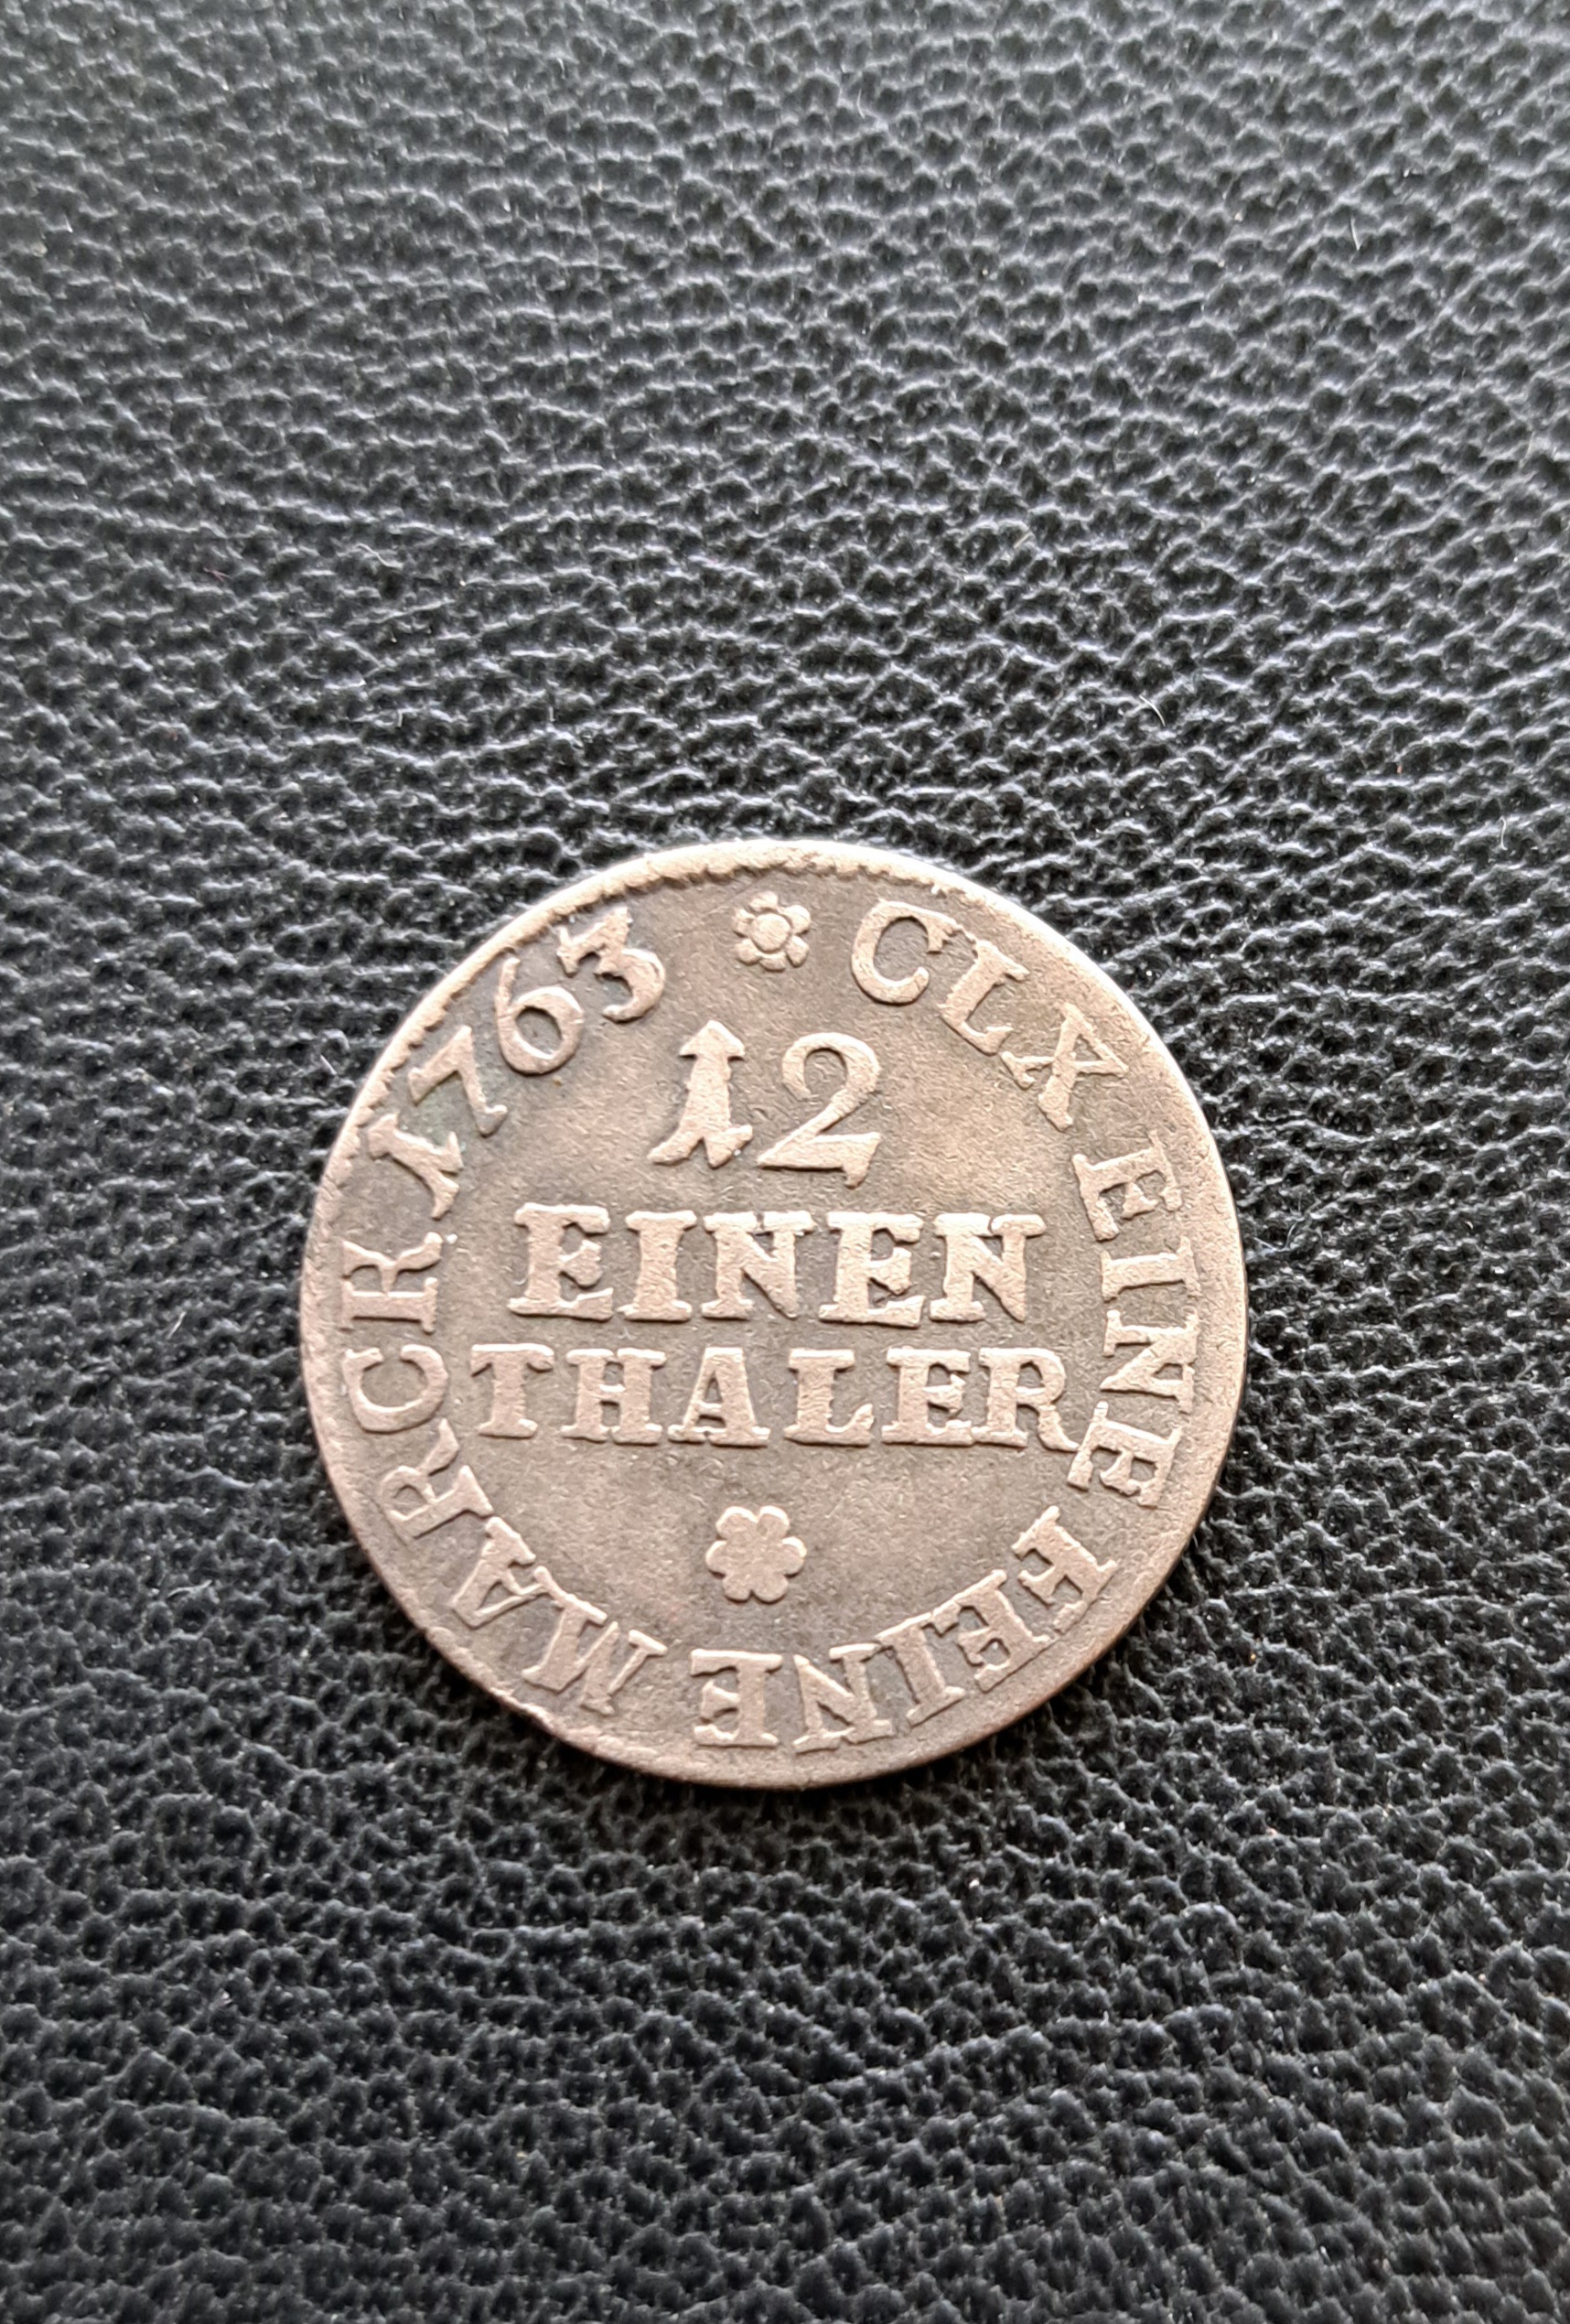 CLX EINE FEINE MARCK 1763
12
EINEN
THALER